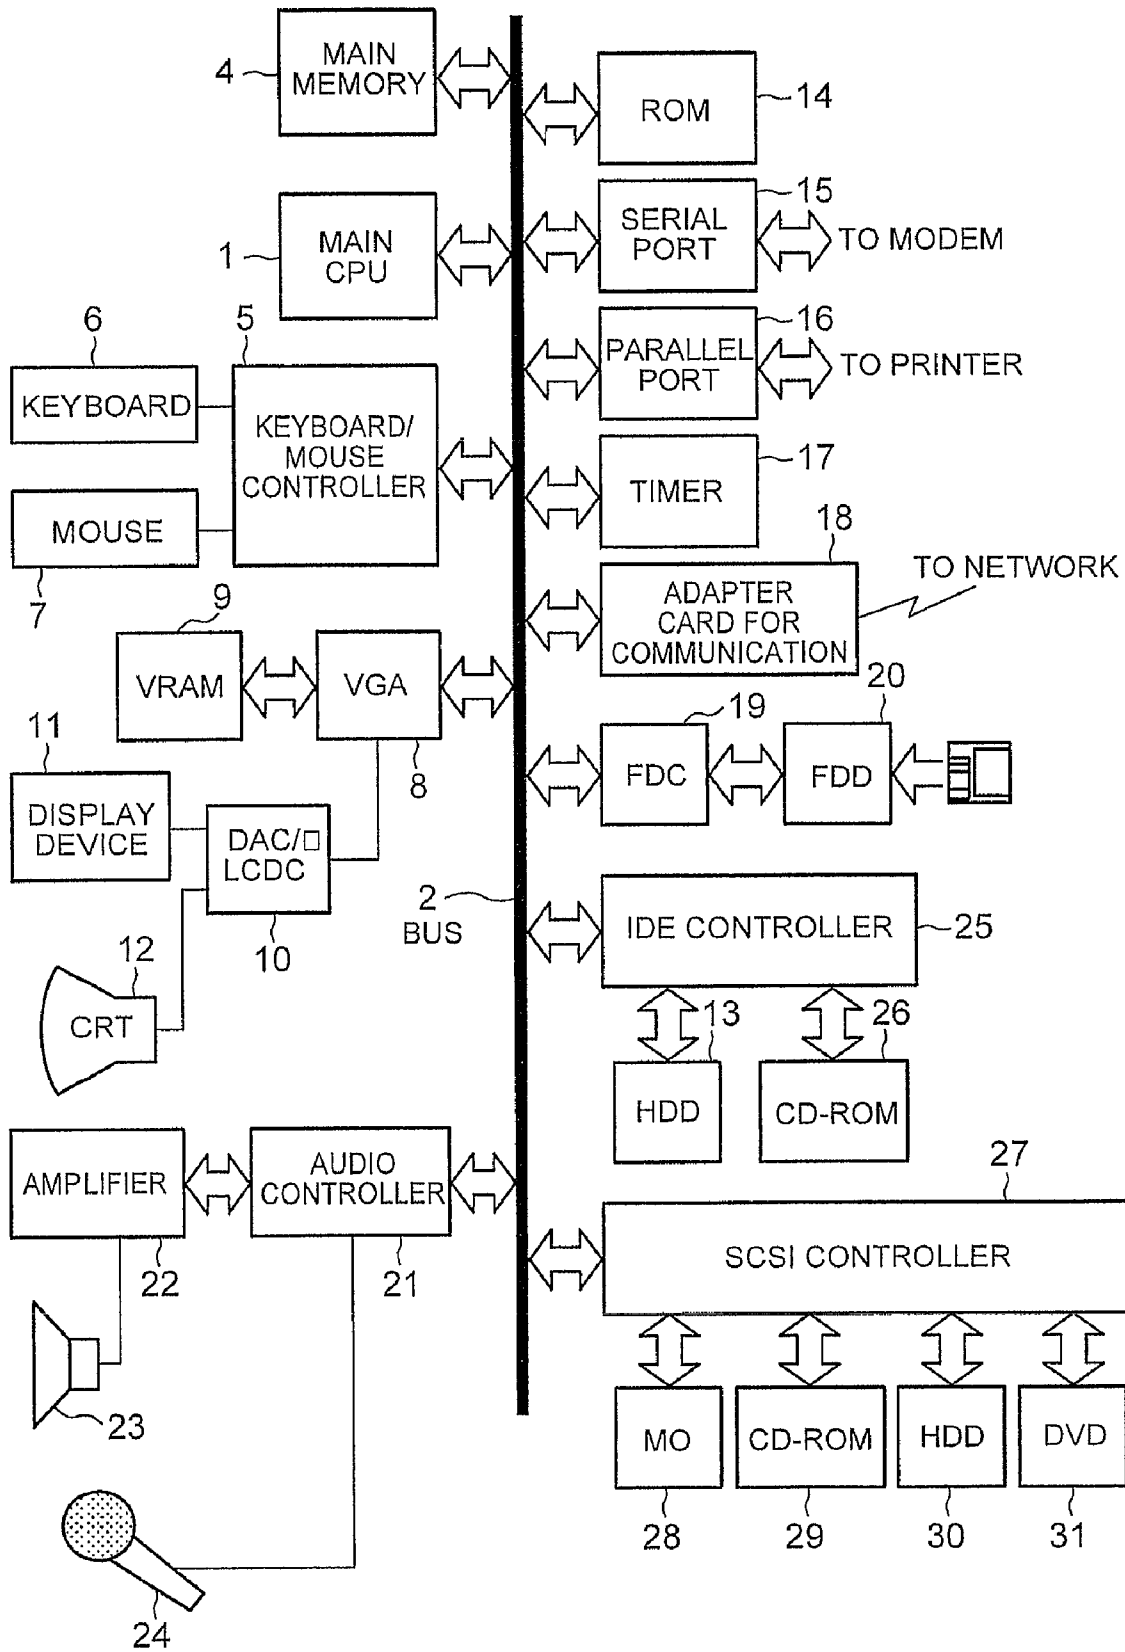 4
MAIN
MEMORY
14
ROM
15
SERIAL
PORT
TO MODEM
1
MAIN
CPU
16
PARALLEL
PORT
TO PRINTER
6
KEYBOARD
5
KEYBOARD/
MOUSE
CONTROLLER
MOUSE
7
17
TIMER
18
ADAPTER
CARD FOR
COMMUNICATION
TO NETWORK
9
VRAM
VGA
8
19
FDC
20
FDD
11
DISPLAY
DEVICE
DAC/□
LCDC
10
2
BUS
IDE CONTROLLER
25
12
CRT
13
HDD
26
CD-ROM
AMPLIFIER
22
AUDIO
CONTROLLER
21
27
SCSI CONTROLLER
23
MO
28
CD-ROM
29
HDD
30
DVD
31
24